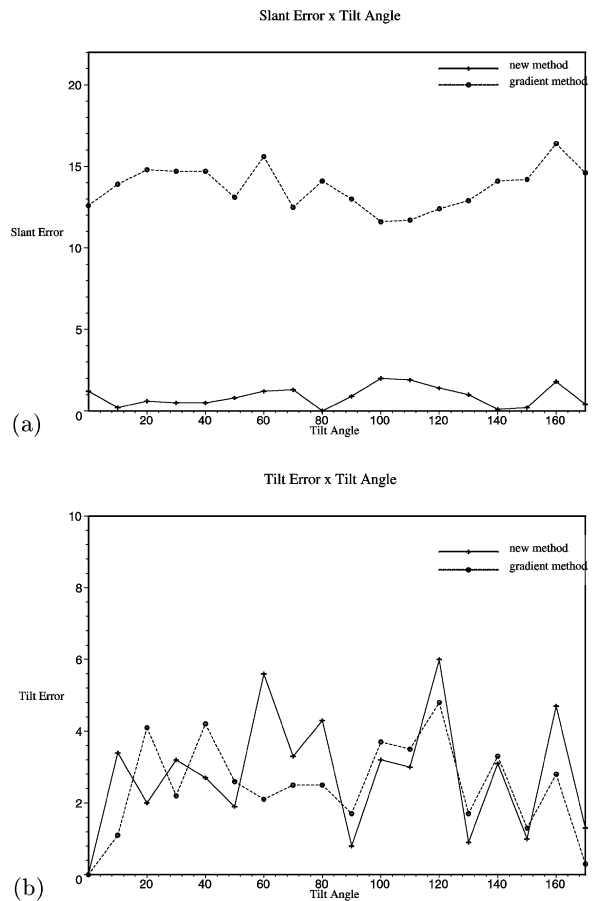 Slant Error x Tilt Angle
new method
gradient method
20
15
Slant Error
10
5
0
20 40 60 80 100 120 140 160
Tilt Angle
(a)
Tilt Error x Tilt Angle
10
new method
gradient method
8
6
Tilt Error
4
2
0
20 40 60 80 100 120 140 160
Tilt Angle
(b)